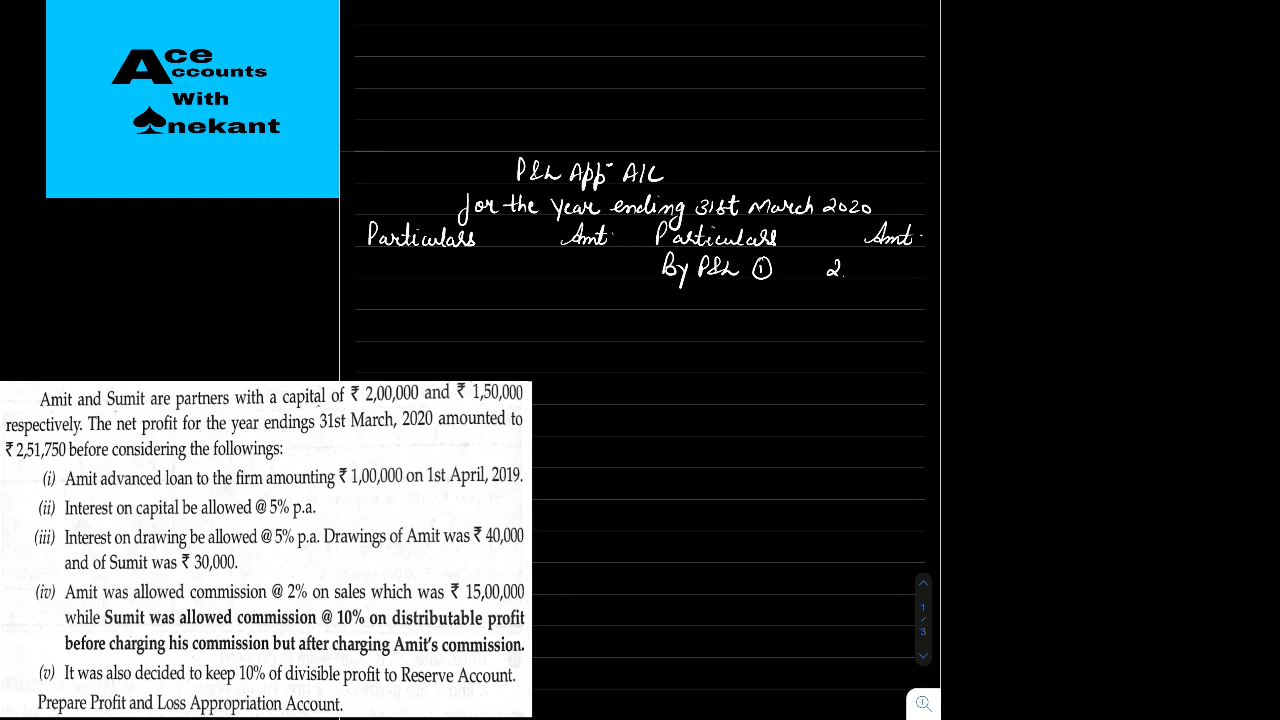 Ace
Accounts
With
Anekant
P&L App- A/C
for the Year ending 31st March 2020
Particulars Amt. Particulars Amt.
By P&L ① 2.
Amit and Sumit are partners with a capital of ₹ 2,00,000 and ₹ 1,50,000
respectively. The net profit for the year endings 31st March, 2020 amounted to
₹ 2,51,750 before considering the followings:
(i) Amit advanced loan to the firm amounting ₹ 1,00,000 on 1st April, 2019.
(ii) Interest on capital be allowed @ 5% p.a.
(iii) Interest on drawing be allowed @ 5% p.a. Drawings of Amit was ₹ 40,000
and of Sumit was ₹ 30,000.
(iv) Amit was allowed commission @ 2% on sales which was ₹ 15,00,000
while Sumit was allowed commission @ 10% on distributable profit
before charging his commission but after charging Amit's commission.
(v) It was also decided to keep 10% of divisible profit to Reserve Account.
Prepare Profit and Loss Appropriation Account.
1
/
3